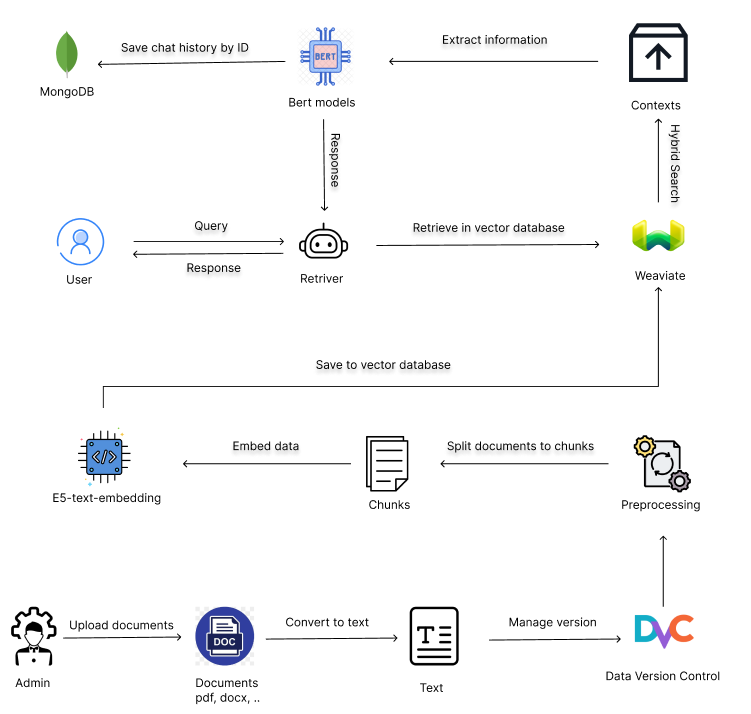 Save chat history by ID
BERT
Extract information
MongoDB
Bert models
Contexts
Response
Hybrid Search
Query
Retrieve in vector database
Response
User
Retriver
Weaviate
Save to vector database
Embed data
Split documents to chunks
E5-text-embedding
Chunks
Preprocessing
Upload documents
DOC
Convert to text
T
Manage version
DVC
Admin
Documents
pdf, docx, ..
Text
Data Version Control